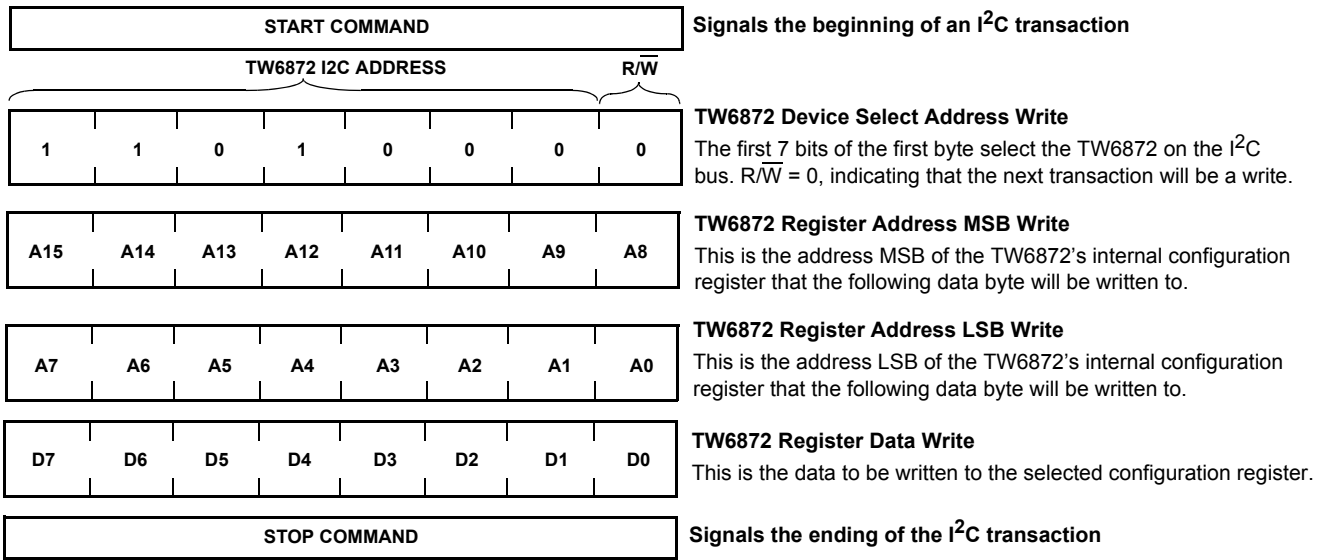 START COMMAND
Signals the beginning of an I2C transaction
TW6872 I2C ADDRESS R/W
1 1 0 1 0 0 0 0
TW6872 Device Select Address Write
The first 7 bits of the first byte select the TW6872 on the I2C
bus. R/W = 0, indicating that the next transaction will be a write.
A15 A14 A13 A12 A11 A10 A9 A8
TW6872 Register Address MSB Write
This is the address MSB of the TW6872’s internal configuration
register that the following data byte will be written to.
A7 A6 A5 A4 A3 A2 A1 A0
TW6872 Register Address LSB Write
This is the address LSB of the TW6872’s internal configuration
register that the following data byte will be written to.
D7 D6 D5 D4 D3 D2 D1 D0
TW6872 Register Data Write
This is the data to be written to the selected configuration register.
STOP COMMAND
Signals the ending of the I2C transaction